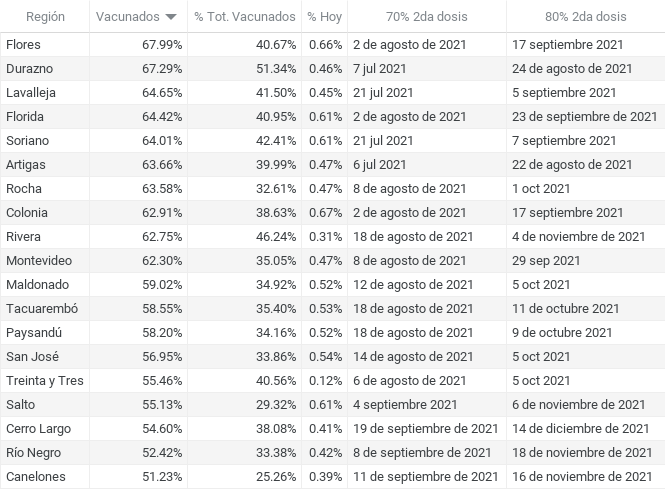 Región Vacunados % Tot. Vacunados % Hoy 70% 2da dosis 80% 2da dosis
Flores 67.99% 40.67% 0.66% 2 de agosto de 2021 17 septiembre 2021
Durazno 67.29% 51.34% 0.46% 7 jul 2021 24 de agosto de 2021
Lavalleja 64.65% 41.50% 0.45% 21 jul 2021 5 septiembre 2021
Florida 64.42% 40.95% 0.61% 2 de agosto de 2021 23 de septiembre de 2021
Soriano 64.01% 42.41% 0.61% 21 jul 2021 7 septiembre 2021
Artigas 63.66% 39.99% 0.47% 6 jul 2021 22 de agosto de 2021
Rocha 63.58% 32.61% 0.47% 8 de agosto de 2021 1 oct 2021
Colonia 62.91% 38.63% 0.67% 2 de agosto de 2021 17 septiembre 2021
Rivera 62.75% 46.24% 0.31% 18 de agosto de 2021 4 de noviembre de 2021
Montevideo 62.30% 35.05% 0.47% 8 de agosto de 2021 29 sep 2021
Maldonado 59.02% 34.92% 0.52% 12 de agosto de 2021 5 oct 2021
Tacuarembó 58.55% 35.40% 0.53% 18 de agosto de 2021 11 de octubre 2021
Paysandú 58.20% 34.16% 0.52% 18 de agosto de 2021 9 de octubre 2021
San José 56.95% 33.86% 0.54% 14 de agosto de 2021 5 oct 2021
Treinta y Tres 55.46% 40.56% 0.12% 6 de agosto de 2021 5 oct 2021
Salto 55.13% 29.32% 0.61% 4 septiembre 2021 6 de noviembre de 2021
Cerro Largo 54.60% 38.08% 0.41% 19 de septiembre de 2021 14 de diciembre de 2021
Río Negro 52.42% 33.38% 0.42% 8 de septiembre de 2021 18 de noviembre de 2021
Canelones 51.23% 25.26% 0.39% 11 de septiembre de 2021 16 de noviembre de 2021